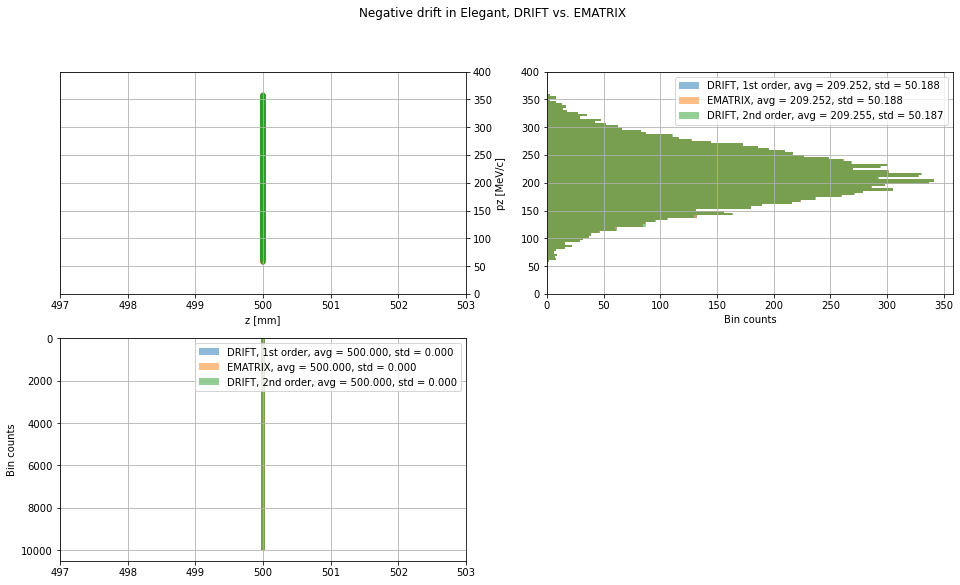 Negative drift in Elegant, DRIFT vs. EMATRIX
400
350
300
250
200
150
100
50
0
pz [MeV/c]
497 498 499 500 501 502 503
z [mm]
400
350
300
250
200
150
100
50
0
DRIFT, 1st order, avg = 209.252, std = 50.188
EMATRIX, avg = 209.252, std = 50.188
DRIFT, 2nd order, avg = 209.255, std = 50.187
0 50 100 150 200 250 300 350
Bin counts
0
2000
4000
6000
8000
10000
Bin counts
DRIFT, 1st order, avg = 500.000, std = 0.000
EMATRIX, avg = 500.000, std = 0.000
DRIFT, 2nd order, avg = 500.000, std = 0.000
497 498 499 500 501 502 503